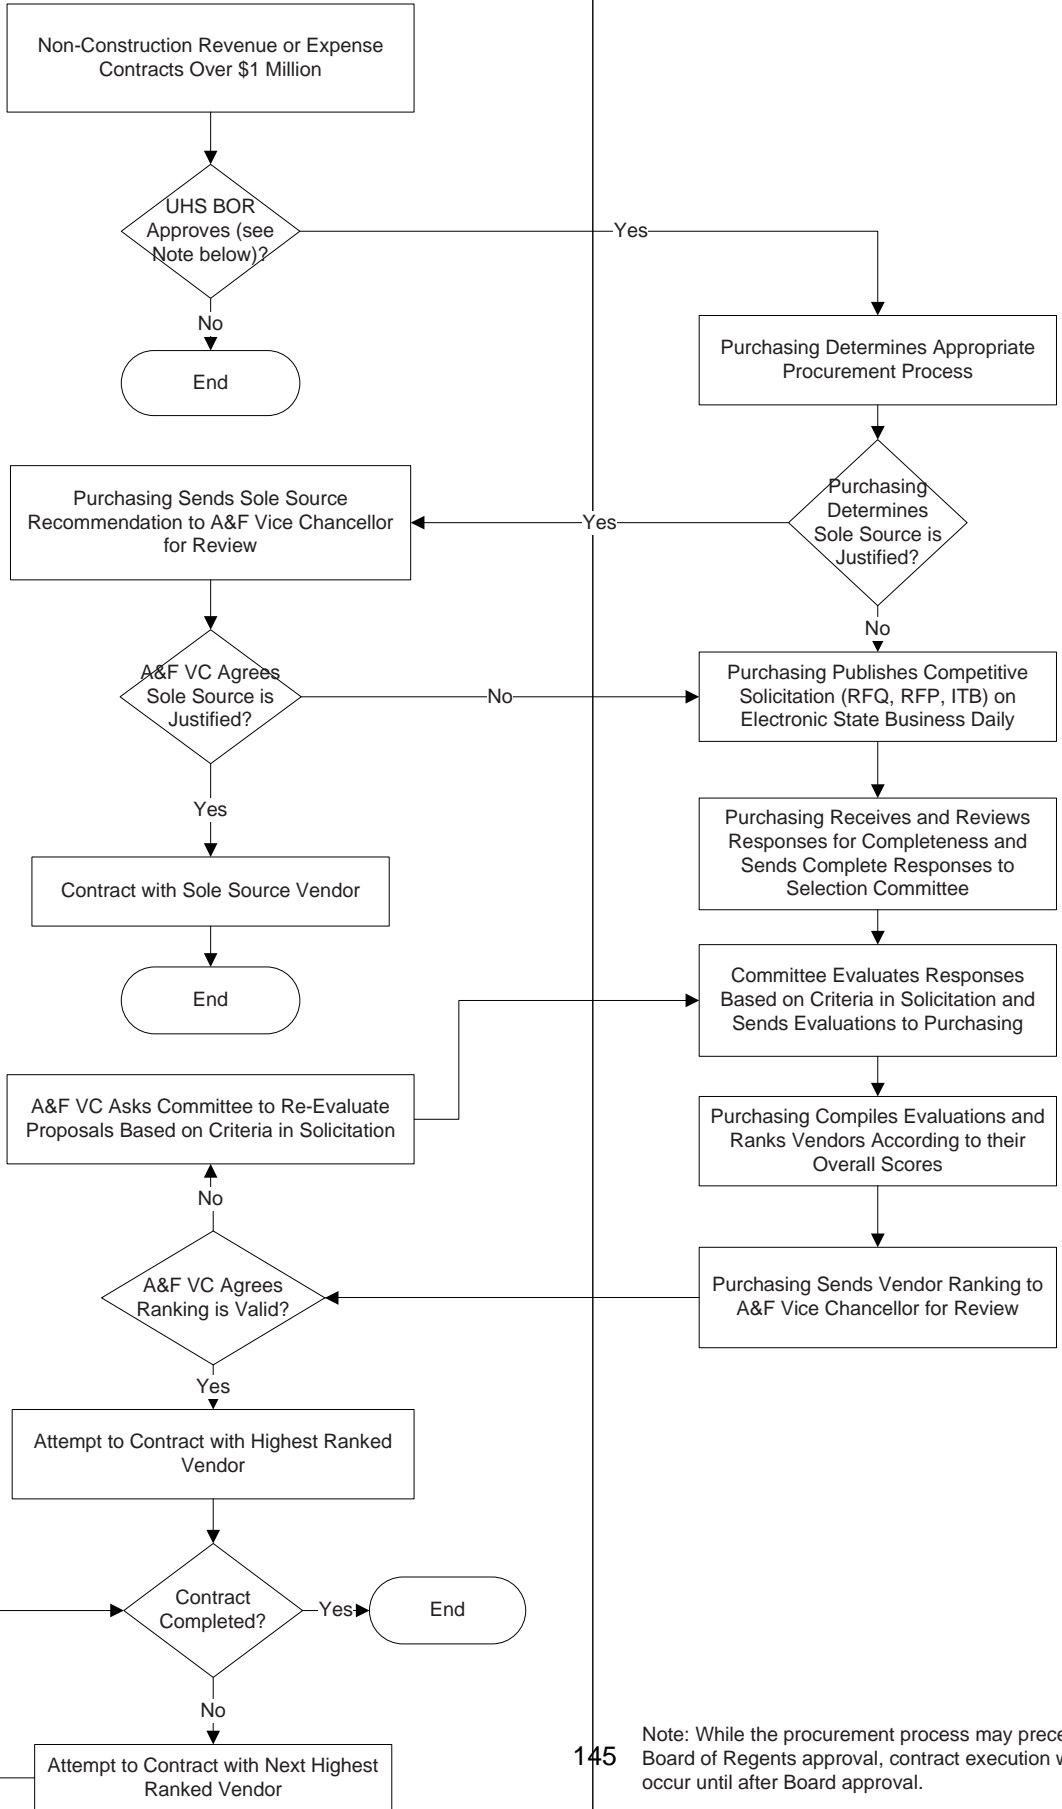 Non-Construction Revenue or Expense
Contracts Over $1 Million
UHS BOR
Approves (see
Note below)?
Yes
No
End
Purchasing Determines Appropriate
Procurement Process
Purchasing
Determines
Sole Source is
Justified?
Yes
No
Purchasing Sends Sole Source
Recommendation to A&F Vice Chancellor
for Review
A&F VC Agrees
Sole Source is
Justified?
No
Yes
Contract with Sole Source Vendor
End
Purchasing Publishes Competitive
Solicitation (RFQ, RFP, ITB) on
Electronic State Business Daily
Purchasing Receives and Reviews
Responses for Completeness and
Sends Complete Responses to
Selection Committee
Committee Evaluates Responses
Based on Criteria in Solicitation and
Sends Evaluations to Purchasing
Purchasing Compiles Evaluations and
Ranks Vendors According to their
Overall Scores
Purchasing Sends Vendor Ranking to
A&F Vice Chancellor for Review
A&F VC Asks Committee to Re-Evaluate
Proposals Based on Criteria in Solicitation
No
A&F VC Agrees
Ranking is Valid?
Yes
Attempt to Contract with Highest Ranked
Vendor
Contract
Completed?
Yes
End
No
Attempt to Contract with Next Highest
Ranked Vendor
145
Note: While the procurement process may
Board of Regents approval, contract execution
occur until after Board approval.